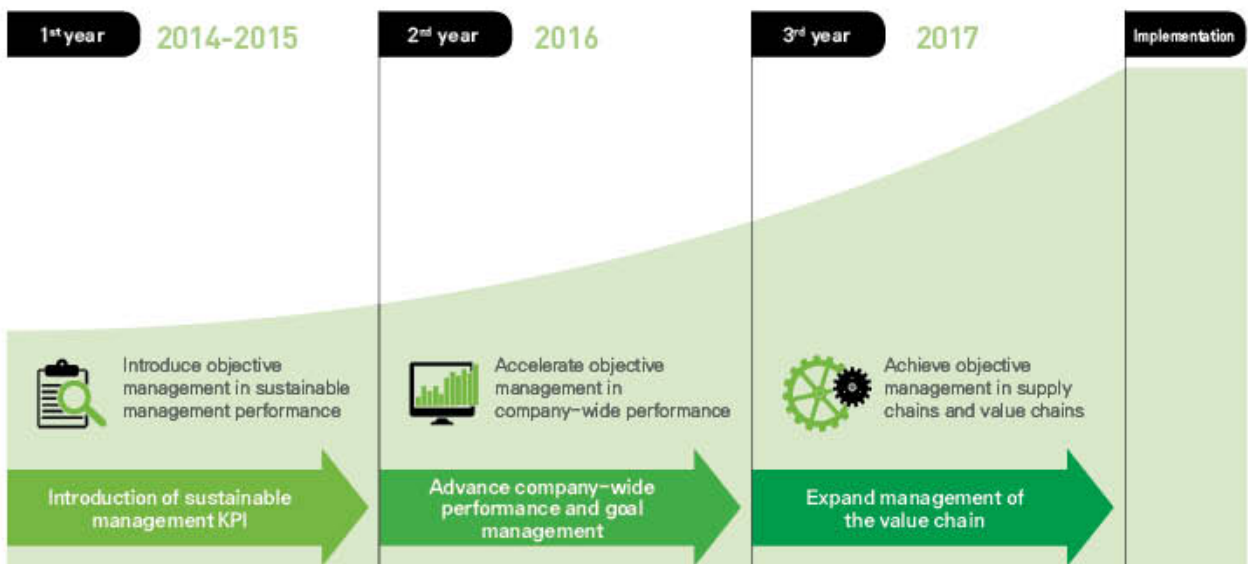 1st year
2014-2015
2nd year
2016
3rd year
2017
Implementation
Introduce objective
management in sustainable
management performance
Accelerate objective
management in
company-wide performance
Achieve objective
management in supply
chains and value chains
Introduction of sustainable
management KPI
Advance company-wide
performance and goal
management
Expand management of
the value chain